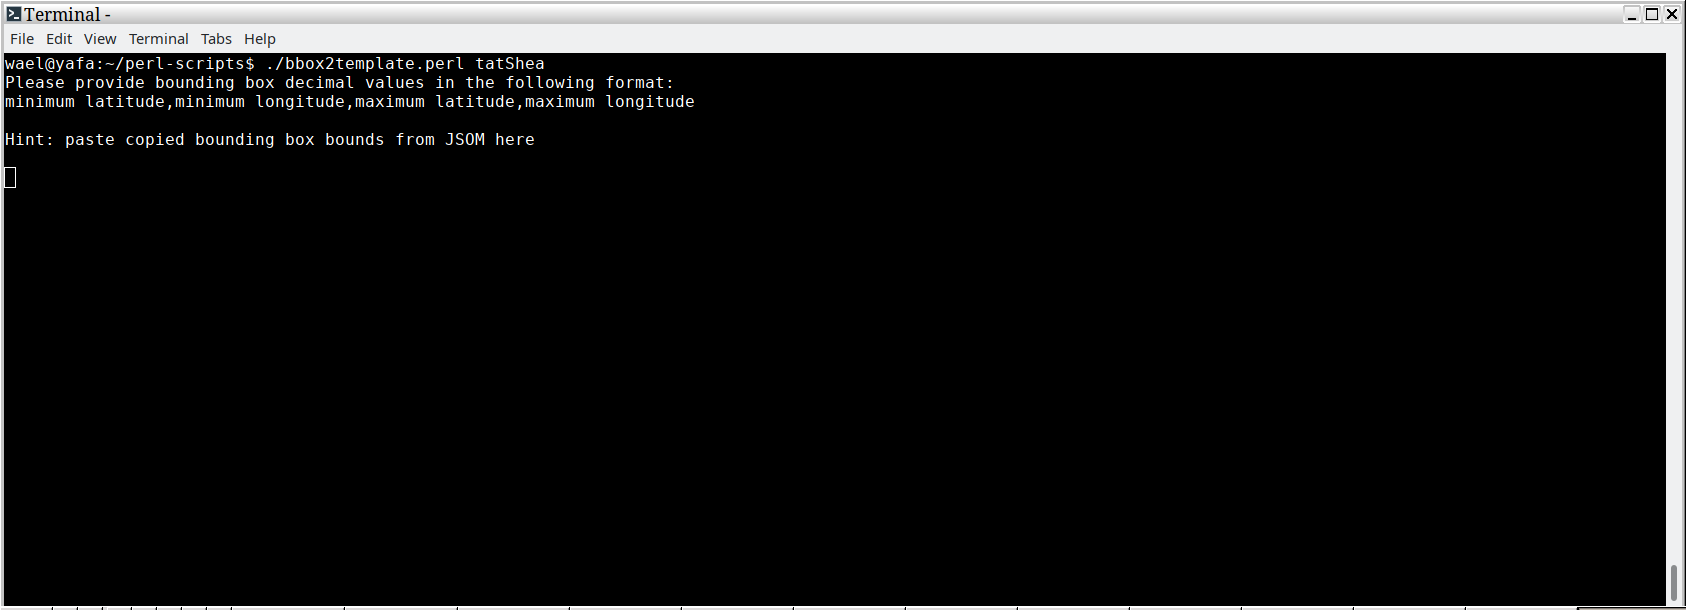 Terminal -
File Edit View Terminal Tabs Help
wael@yafa:~/perl-scripts$ ./bbox2template.perl tatShea
Please provide bounding box decimal values in the following format:
minimum latitude,minimum longitude,maximum latitude,maximum longitude
Hint: paste copied bounding box bounds from JSOM here